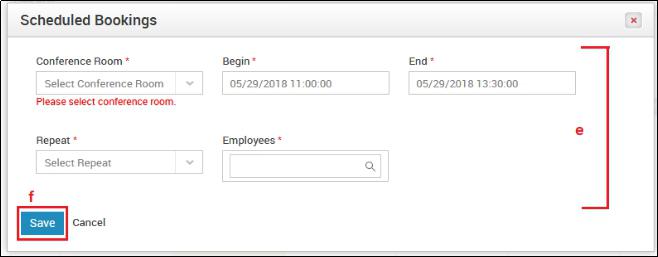 Scheduled Bookings
x
Conference Room * Begin * End *
Select Conference Room 05/29/2018 11:00:00 05/29/2018 13:30:00
Please select conference room.
e
Repeat * Employees *
Select Repeat
f
Save Cancel